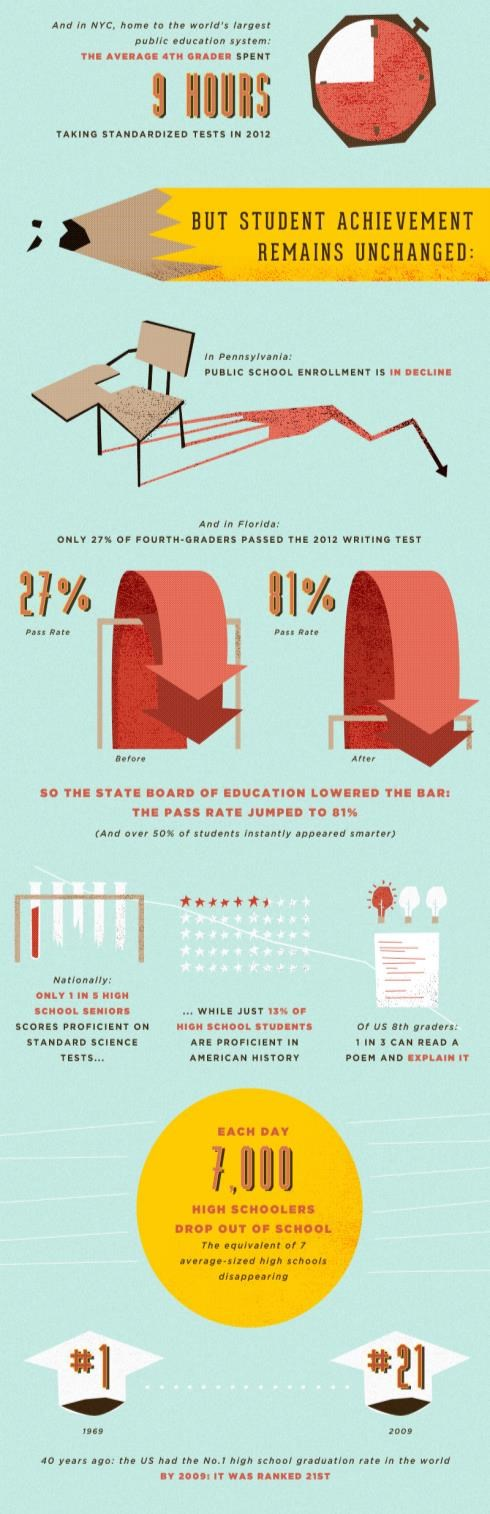 And in NYC, home to the world's largest
public education system:
THE AVERAGE 4TH GRADER SPENT
9 HOURS
TAKING STANDARDIZED TESTS IN 2012
BUT STUDENT ACHIEVEMENT
REMAINS UNCHANGED:
In Pennsylvania:
PUBLIC SCHOOL ENROLLMENT IS IN DECLINE
And in Florida:
ONLY 27% OF FOURTH-GRADERS PASSED THE 2012 WRITING TEST
27%
Pass Rate
Before
81%
Pass Rate
After
SO THE STATE BOARD OF EDUCATION LOWERED THE BAR:
THE PASS RATE JUMPED TO 81%
(And over 50% of students instantly appeared smarter)
Nationally:
ONLY 1 IN 5 HIGH
SCHOOL SENIORS
SCORES PROFICIENT ON
STANDARD SCIENCE
TESTS...
... WHILE JUST 13% OF
HIGH SCHOOL STUDENTS
ARE PROFICIENT IN
AMERICAN HISTORY
Of US 8th graders:
1 IN 3 CAN READ A
POEM AND EXPLAIN IT
EACH DAY
7,000
HIGH SCHOOLERS
DROP OUT OF SCHOOL
The equivalent of 7
average-sized high schools
disappearing
#1
1969
#21
2009
40 years ago: the US had the No.1 high school graduation rate in the world
BY 2009: IT WAS RANKED 21ST